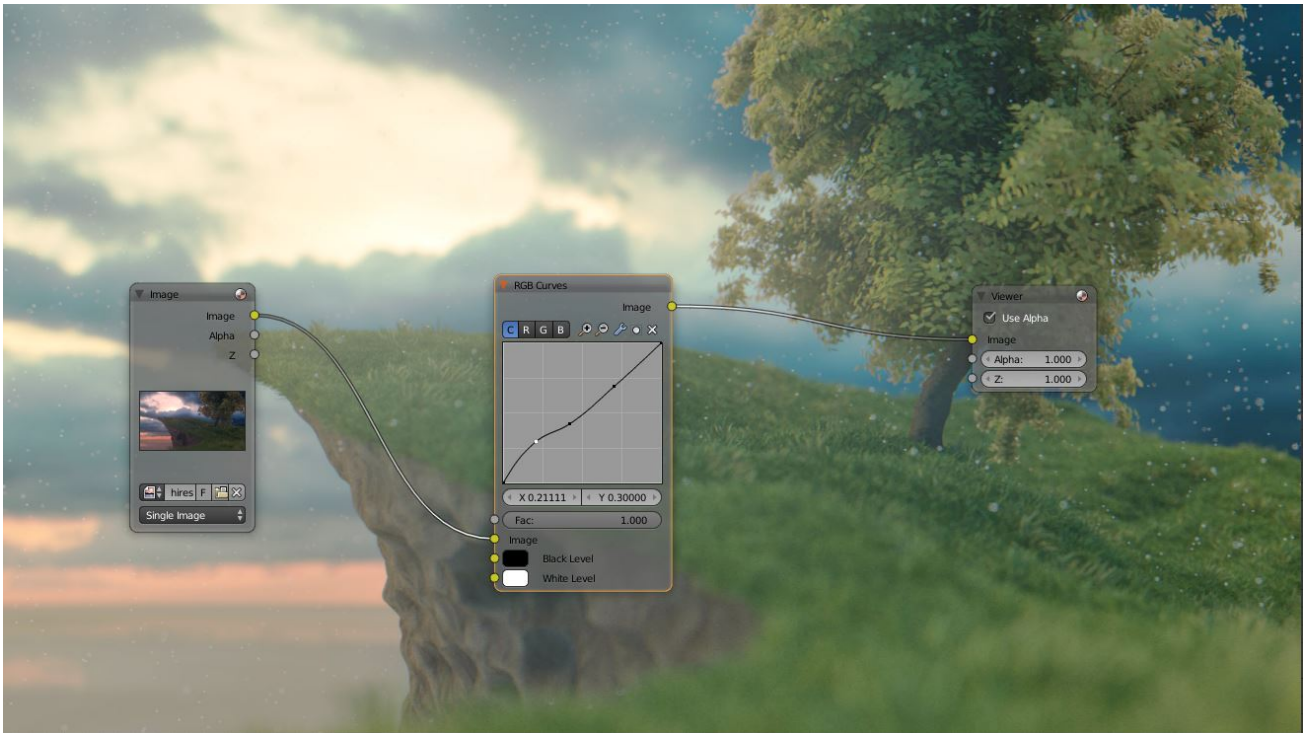 Image
Image
Alpha
Z
hires F
Single Image
RGB Curves
Image
C R G B
X 0.21111 Y 0.30000
Fac: 1.000
Image
Black Level
White Level
Viewer
Use Alpha
Image
Alpha: 1.000
Z: 1.000